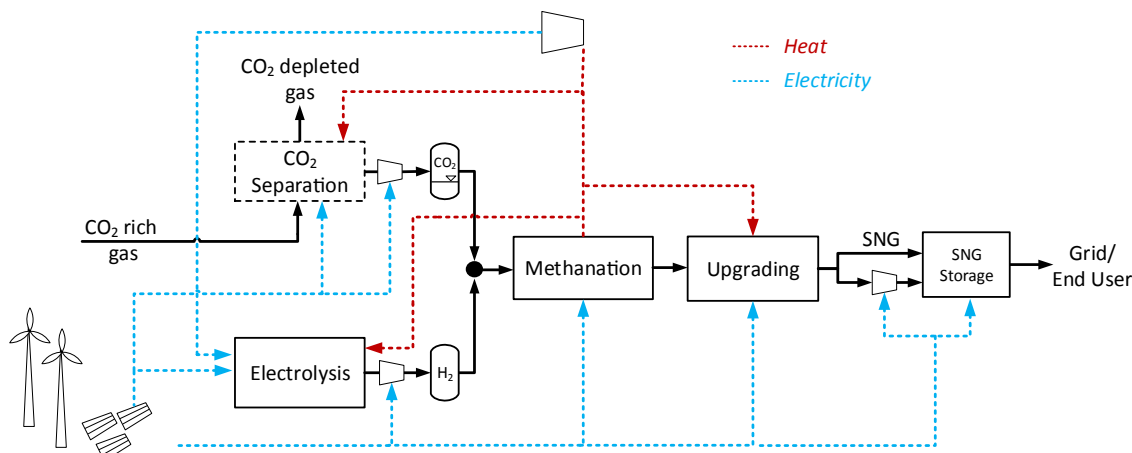 Heat
Electricity
CO₂ depleted
gas
CO₂
Separation
CO₂
CO₂ rich
gas
Methanation
Upgrading
SNG
SNG
Storage
Grid/
End User
Electrolysis
H₂